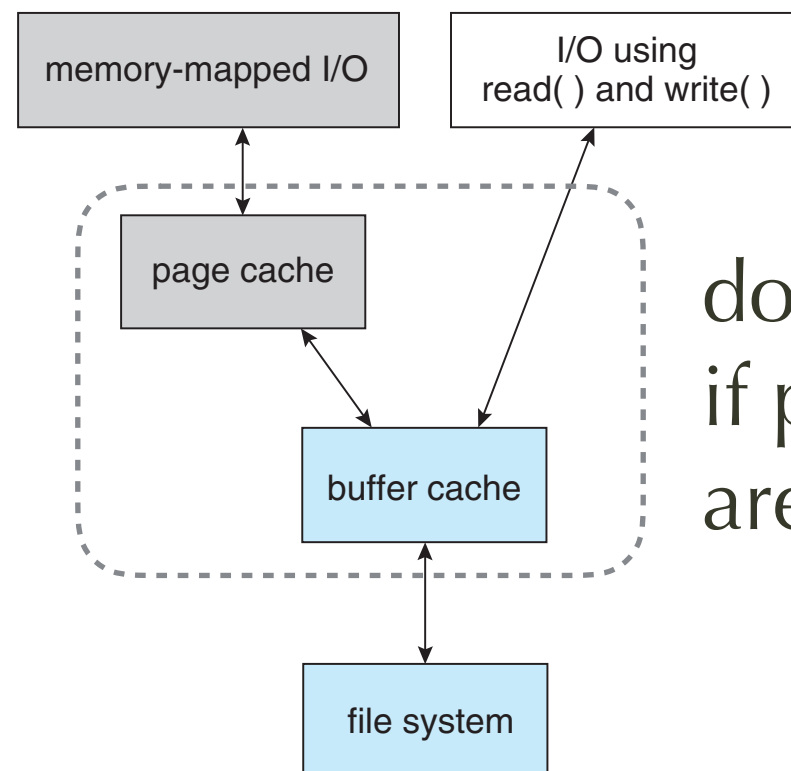 memory-mapped I/O
I/O using
read( ) and write( )
page cache
do
if p
are
buffer cache
file system